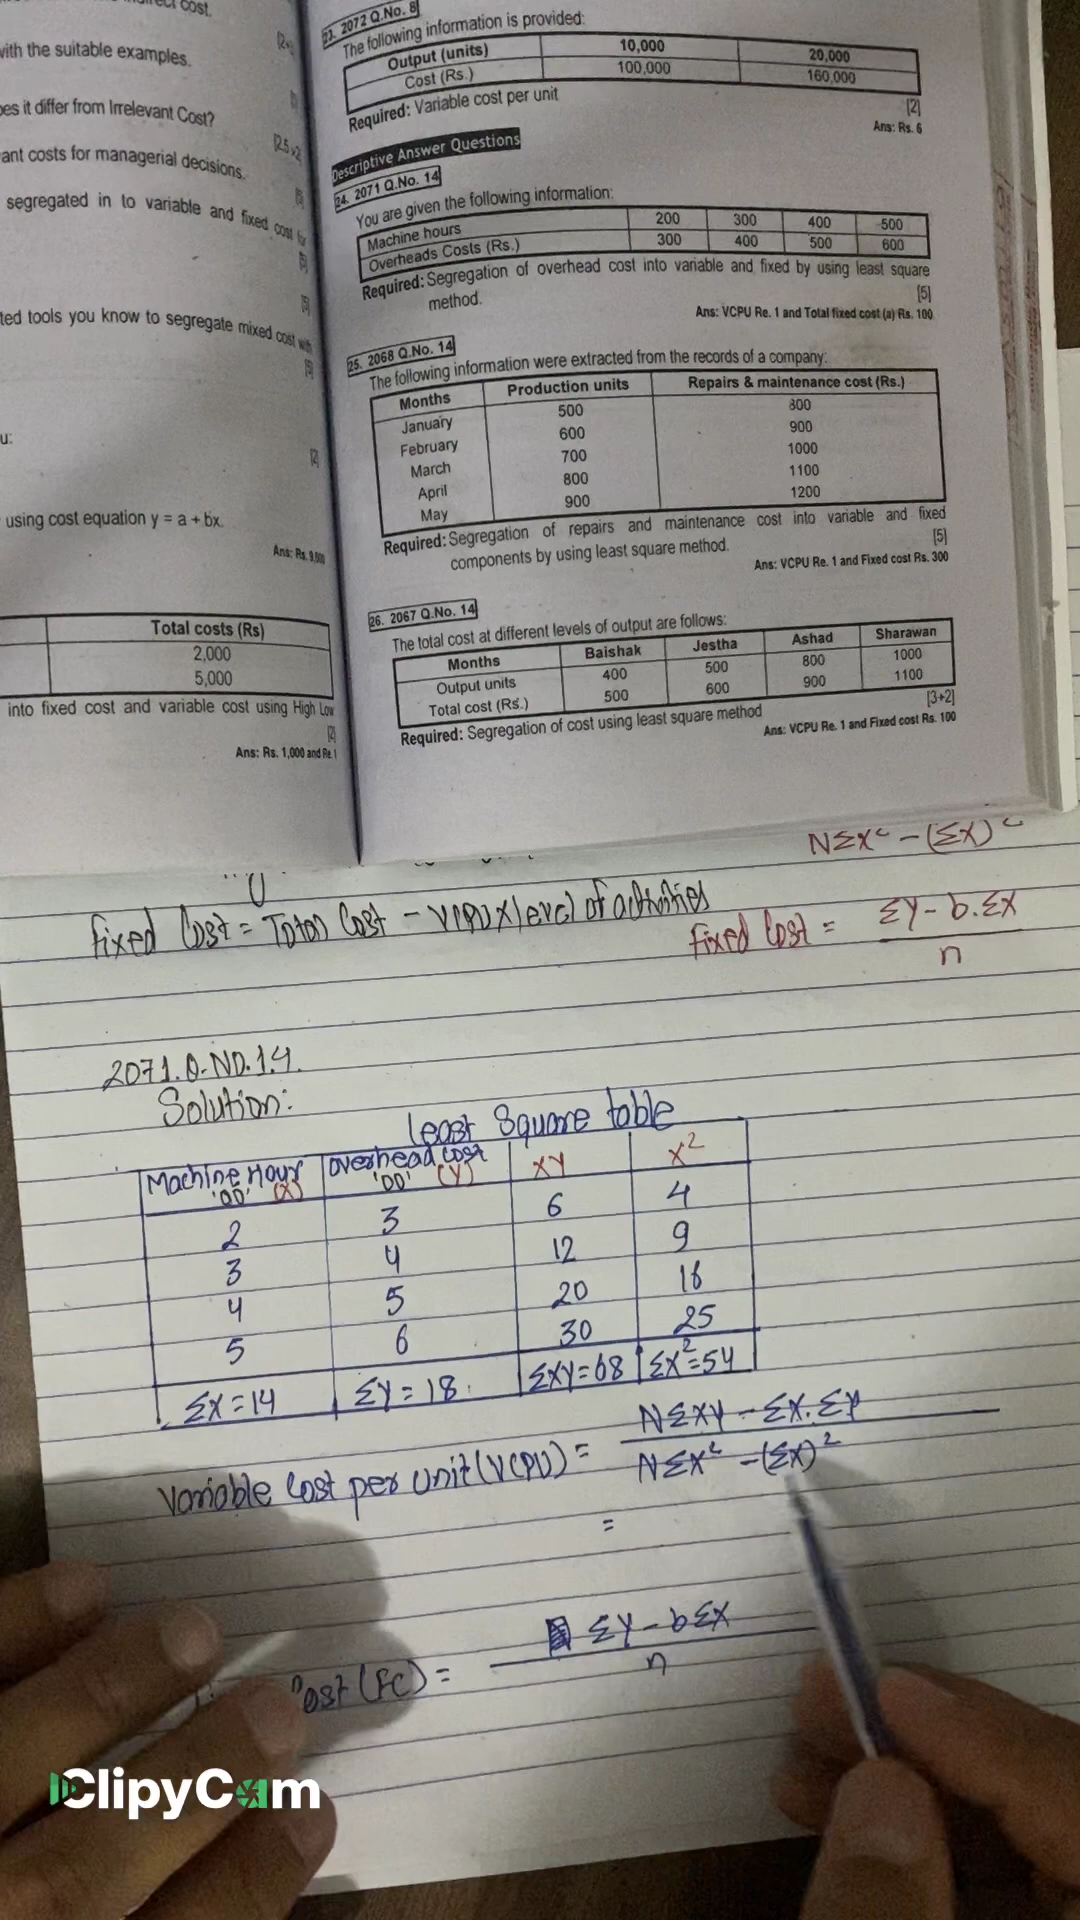 ect cost.
with the suitable examples.
es it differ from Irrelevant Cost?
ant costs for managerial decisions.
segregated in to variable and fixed cost for
ted tools you know to segregate mixed cost with
u:
using cost equation y = a + bx.
Total costs (Rs)
2,000
5,000
into fixed cost and variable cost using High Low
[2]
Ans: Rs. 1,000 and Re.1
23. 2072 Q.No. 8
The following information is provided:
Output (units) 10,000 20,000
Cost (Rs.) 100,000 160,000
Required: Variable cost per unit
[2]
Ans: Rs. 6
Descriptive Answer Questions
24. 2071 Q.No. 14
You are given the following information:
Machine hours 200 300 400 500
Overheads Costs (Rs.) 300 400 500 600
Required: Segregation of overhead cost into variable and fixed by using least square
method.
[5]
Ans: VCPU Re. 1 and Total fixed cost (a) Rs. 100
25. 2068 Q.No. 14
The following information were extracted from the records of a company:
Months Production units Repairs & maintenance cost (Rs.)
January 500 800
February 600 900
March 700 1000
April 800 1100
May 900 1200
Required: Segregation of repairs and maintenance cost into variable and fixed
components by using least square method.
[5]
Ans: VCPU Re. 1 and Fixed cost Rs. 300
26. 2067 Q.No. 14
The total cost at different levels of output are follows:
Months Baishak Jestha Ashad Sharawan
Output units 400 500 800 1000
Total cost (Rs.) 500 600 900 1100
[3+2]
Required: Segregation of cost using least square method
Ans: VCPU Re. 1 and Fixed cost Rs. 100
NΣX² - (ΣX)²
Fixed Cost = Total Cost - VCPU X level of activities
Fixed Cost = ΣY - b.ΣX
n
2071.Q.NO.14.
Solution:
least Square table
Machine Hour '00' (X) Overhead cost '00' (Y) XY X²
2 3 6 4
3 4 12 9
4 5 20 16
5 6 30 25
ΣX = 14 ΣY = 18. ΣXY = 68 ΣX² = 54
Variable Cost per unit (VCPU) = NΣXY - ΣX.ΣY
NΣX² - (ΣX)²
=
ost (FC) = ΣY - bΣX
n
ClipyCam